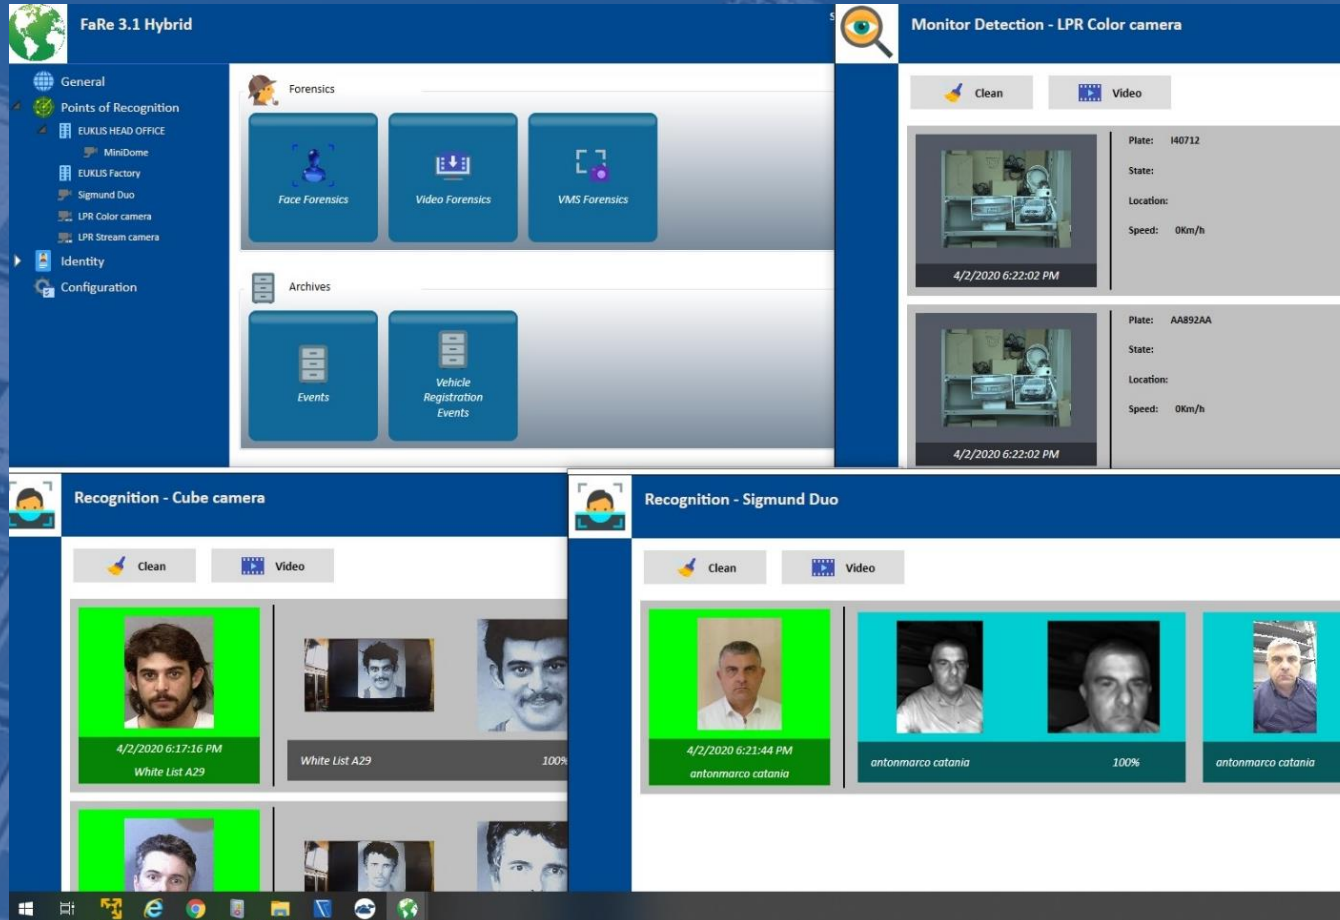 FaRe 3.1 Hybrid
General
Points of Recognition
EUKLIS HEAD OFFICE
MiniDome
EUKLIS Factory
Sigmund Duo
LPR Color camera
LPR Stream camera
Identity
Configuration
Forensics
Face Forensics
Video Forensics
VMS Forensics
Archives
Events
Vehicle
Registration
Events
Monitor Detection - LPR Color camera
Clean
Video
Plate: I40712
State:
Location:
Speed: 0Km/h
4/2/2020 6:22:02 PM
Plate: AA892AA
State:
Location:
Speed: 0Km/h
4/2/2020 6:22:02 PM
Recognition - Cube camera
Clean
Video
4/2/2020 6:17:16 PM
White List A29
White List A29 100%
Recognition - Sigmund Duo
Clean
Video
4/2/2020 6:21:44 PM
antonmarco catania
antonmarco catania 100%
antonmarco catania